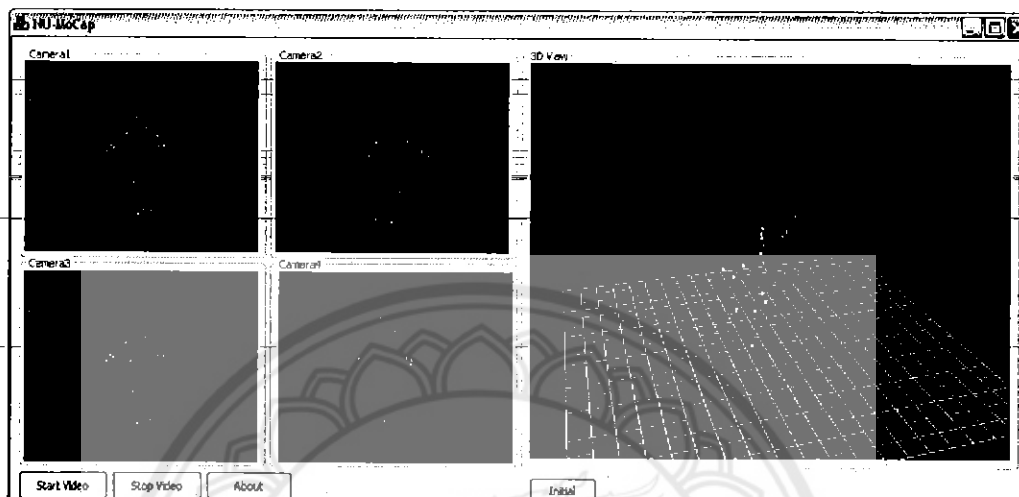 NU-MoCap
Camera1
Camera2
3D View
Camera3
Camera4
Start Video
Stop Video
About
Initial